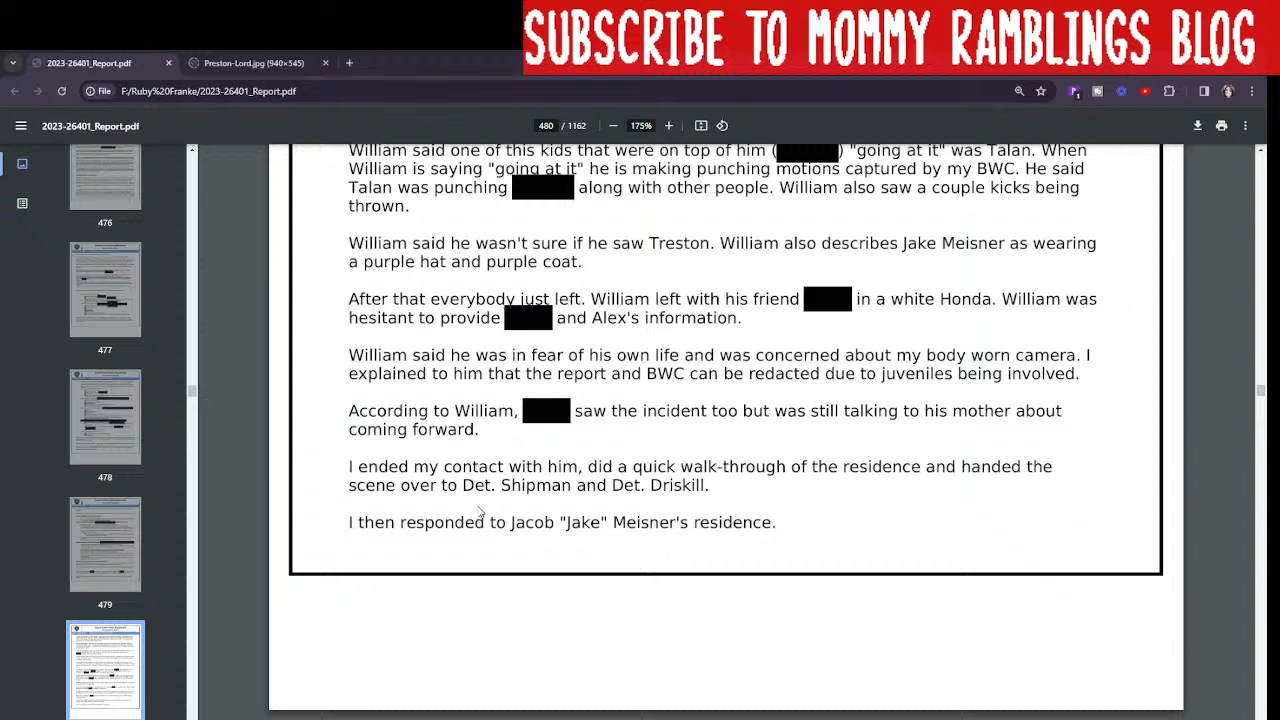 SUBSCRIBE TO MOMMY RAMBLINGS BLOG
2023-26401_Report.pdf
Preston-Lord.jpg (940×545)
File
F:/Ruby%20Franke/2023-26401_Report.pdf
2023-26401_Report.pdf
480 / 1162
175%
William said one of this kids that were on top of him ( ) "going at it" was Talan. When
William is saying "going at it" he is making punching motions captured by my BWC. He said
Talan was punching along with other people. William also saw a couple kicks being
thrown.
William said he wasn't sure if he saw Treston. William also describes Jake Meisner as wearing
a purple hat and purple coat.
After that everybody just left. William left with his friend in a white Honda. William was
hesitant to provide and Alex's information.
William said he was in fear of his own life and was concerned about my body worn camera. I
explained to him that the report and BWC can be redacted due to juveniles being involved.
According to William, saw the incident too but was still talking to his mother about
coming forward.
I ended my contact with him, did a quick walk-through of the residence and handed the
scene over to Det. Shipman and Det. Driskill.
I then responded to Jacob "Jake" Meisner's residence.
476
477
478
479